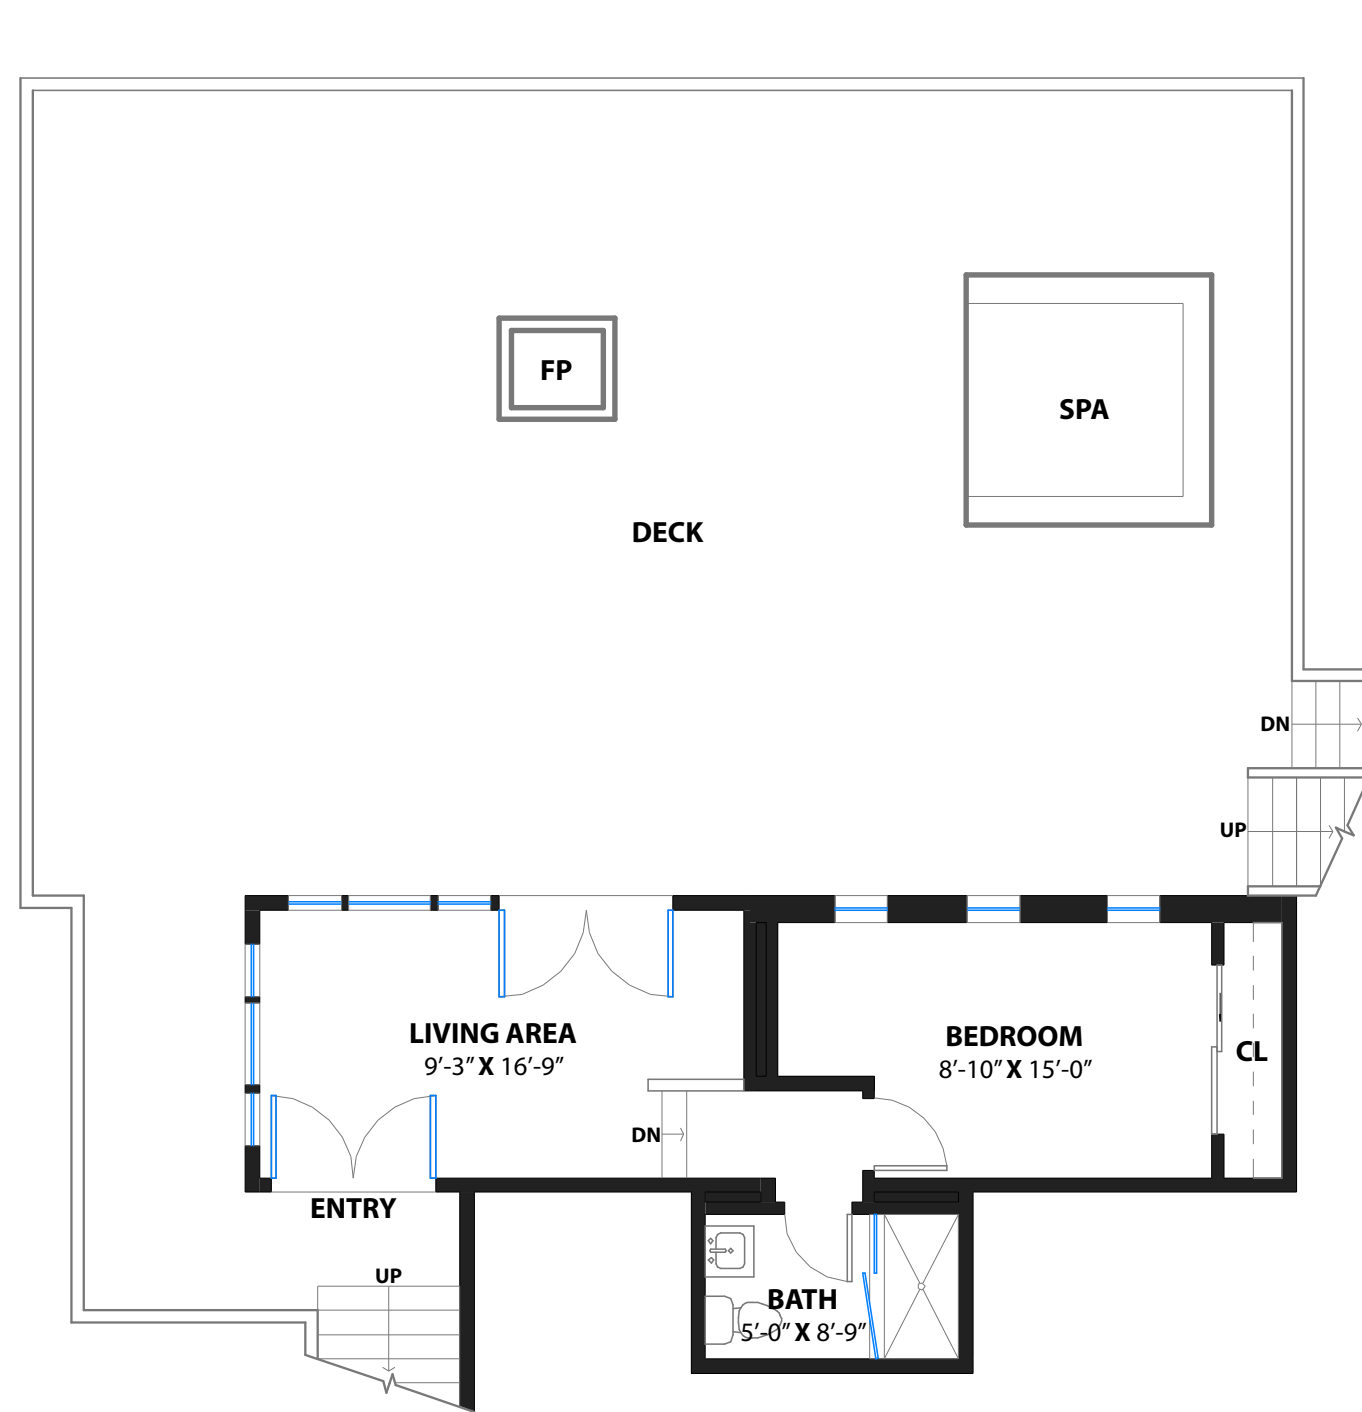 FP
SPA
DECK
DN
UP
LIVING AREA
9′-3″ X 16′-9″
BEDROOM
8′-10″ X 15′-0″
CL
DN
ENTRY
UP
BATH
5′-0″ X 8′-9″